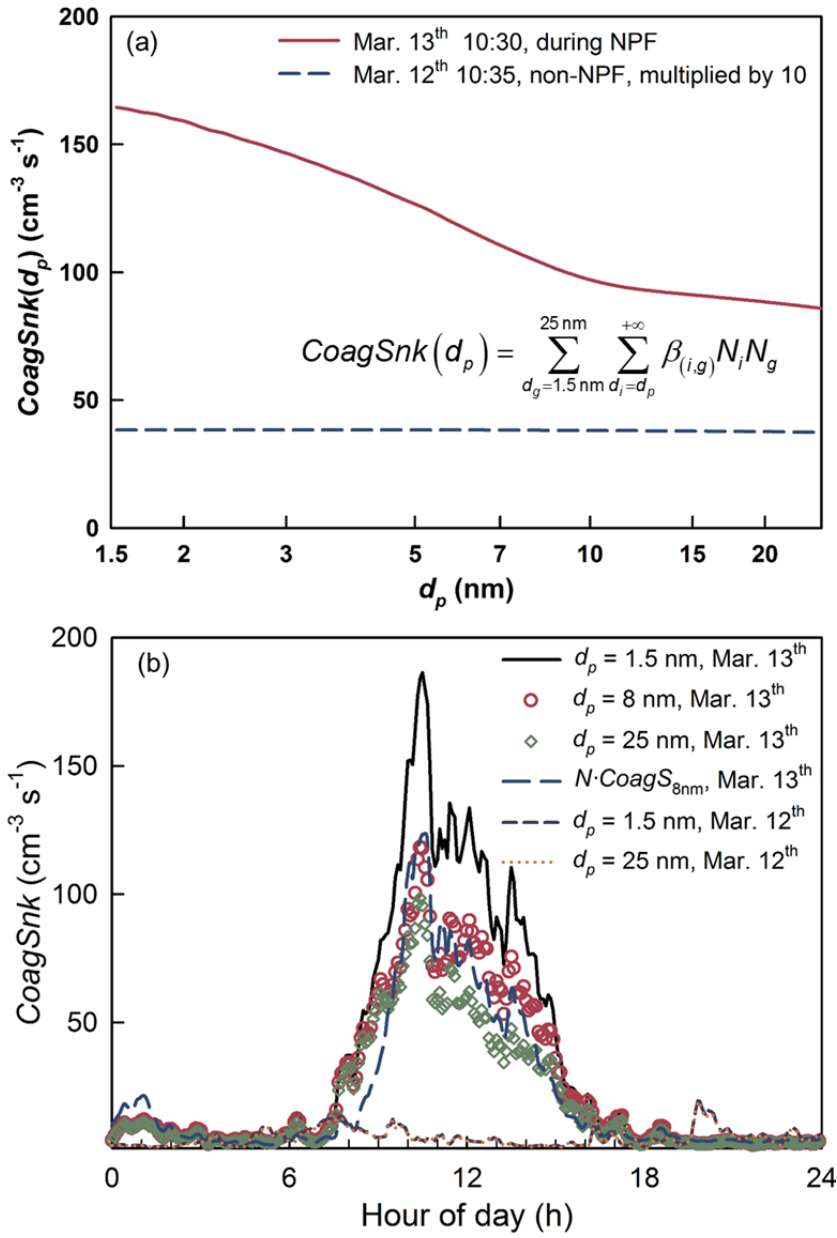 (a)
Mar. 13th 10:30, during NPF
Mar. 12th 10:35, non-NPF, multiplied by 10
CoagSnk(dp) (cm-3 s-1)
200
150
100
50
0
CoagSnk(dp) = ∑dg=1.5 nm25 nm ∑di=dp+∞ β(i,g)NiNg
1.5 2 3 5 7 10 15 20
dp (nm)
(b)
dp = 1.5 nm, Mar. 13th
dp = 8 nm, Mar. 13th
dp = 25 nm, Mar. 13th
N·CoagS8nm, Mar. 13th
dp = 1.5 nm, Mar. 12th
dp = 25 nm, Mar. 12th
CoagSnk (cm-3 s-1)
200
150
100
50
0 6 12 18 24
Hour of day (h)